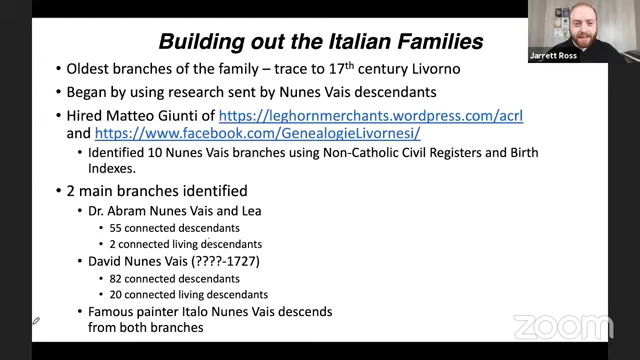 Building out the Italian Families
Jarrett Ross
• Oldest branches of the family – trace to 17th century Livorno
• Began by using research sent by Nunes Vais descendants
• Hired Matteo Giunti of https://leghornmerchants.wordpress.com/acrl
and https://www.facebook.com/GenealogieLivornesi/
• Identified 10 Nunes Vais branches using Non-Catholic Civil Registers and Birth
Indexes.
• 2 main branches identified
• Dr. Abram Nunes Vais and Lea
• 55 connected descendants
• 2 connected living descendants
• David Nunes Vais (????-1727)
• 82 connected descendants
• 20 connected living descendants
• Famous painter Italo Nunes Vais descends
from both branches
zoom